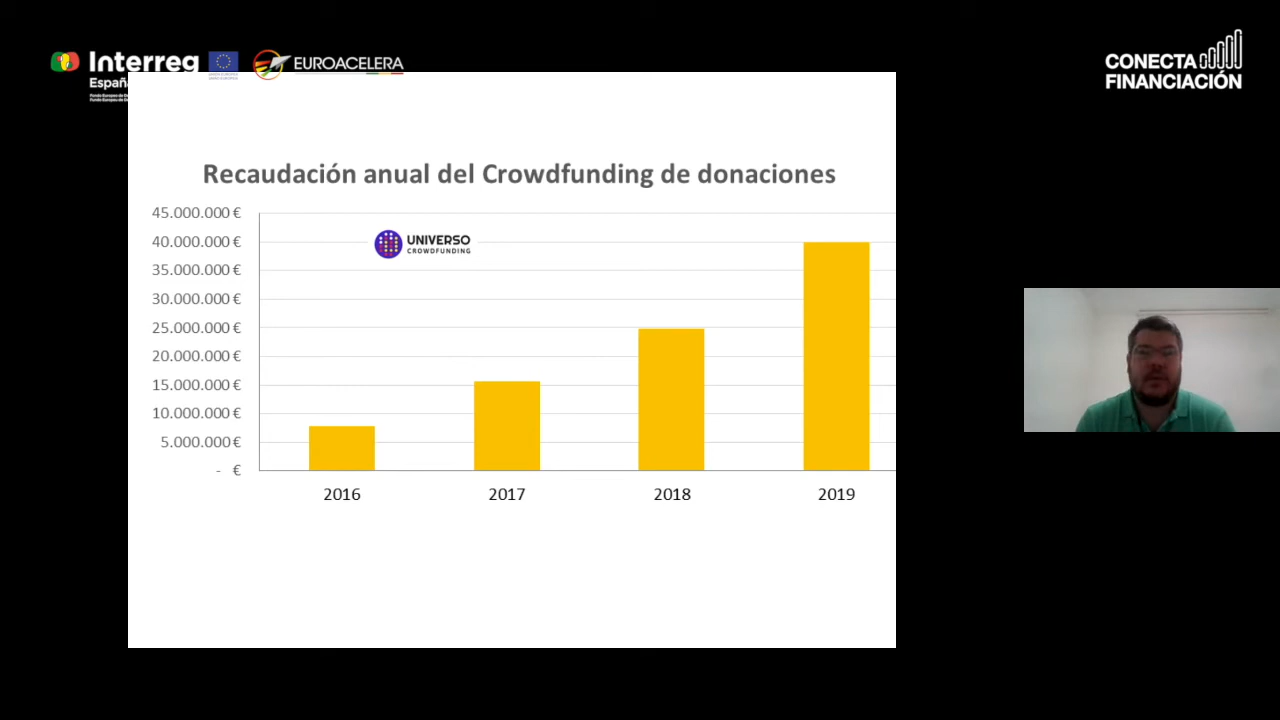 Interreg
España
EUROACELERA
CONECTA
FINANCIACIÓN
Recaudación anual del Crowdfunding de donaciones
45.000.000 €
40.000.000 €
35.000.000 €
30.000.000 €
25.000.000 €
20.000.000 €
15.000.000 €
10.000.000 €
5.000.000 €
- €
UNIVERSO
CROWDFUNDING
2016
2017
2018
2019